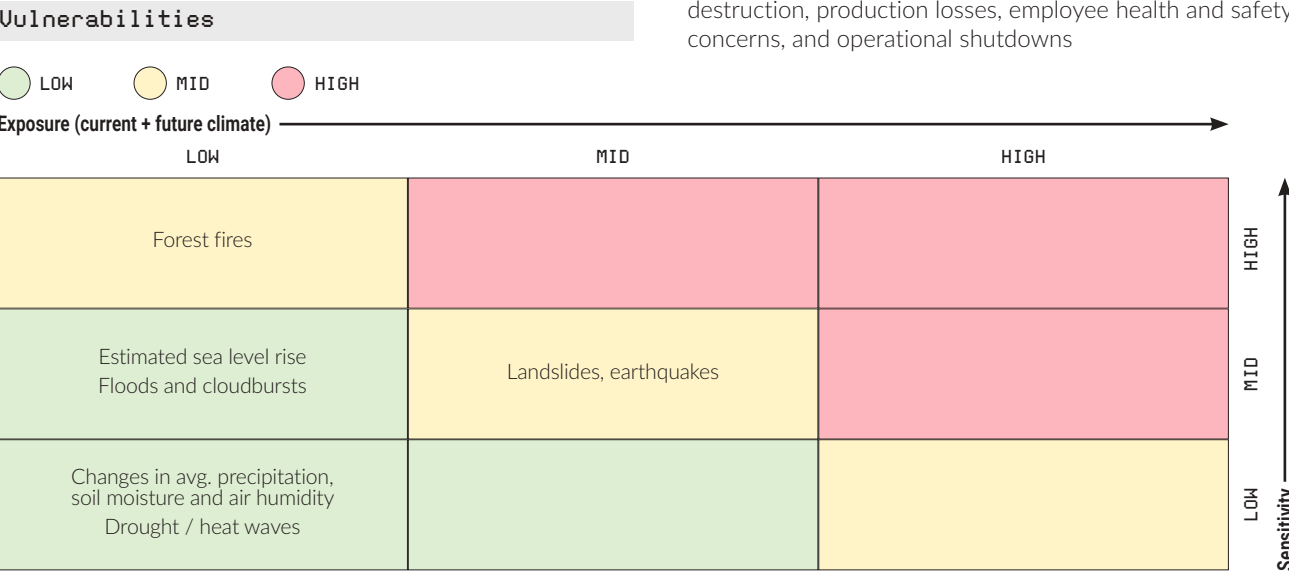 Vulnerabilities
destruction, production losses, employee health and safety
concerns, and operational shutdowns
LOW MID HIGH
Exposure (current + future climate)
LOW MID HIGH
Forest fires
HIGH
Estimated sea level rise
Floods and cloudbursts
Landslides, earthquakes
MID
Changes in avg. precipitation,
soil moisture and air humidity
Drought / heat waves
LOW
Sensitivity